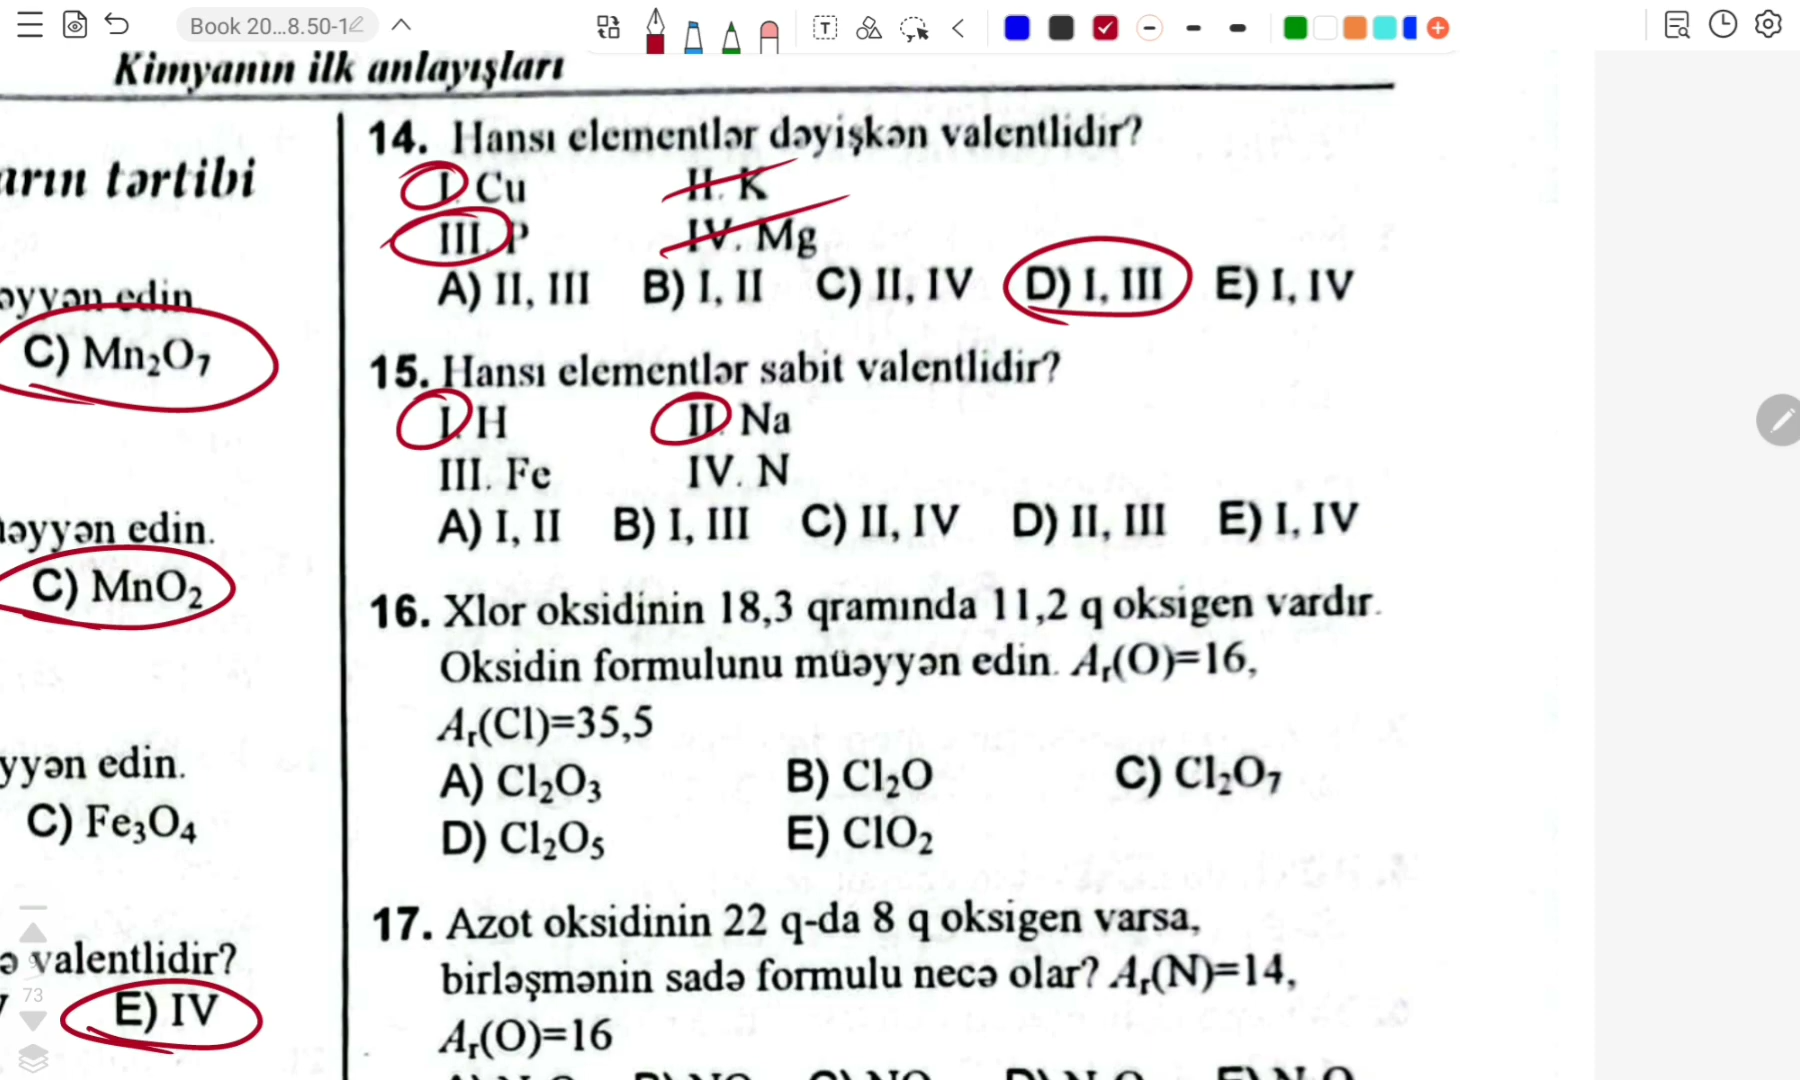 Book 20...8.50-1
Kimyanın ilk anlayışları
arın tərtibi
əyyən edin
C) Mn₂O₇
əyyən edin.
C) MnO₂
yyən edin.
C) Fe₃O₄
ə valentlidir?
E) IV
73
14. Hansı elementlər dəyişkən valentlidir?
I. Cu II. K
III. P IV. Mg
A) II, III B) I, II C) II, IV D) I, III E) I, IV
15. Hansı elementlər sabit valentlidir?
I. H II. Na
III. Fe IV. N
A) I, II B) I, III C) II, IV D) II, III E) I, IV
16. Xlor oksidinin 18,3 qramında 11,2 q oksigen vardır.
Oksidin formulunu müəyyən edin. Aᵣ(O)=16,
Aᵣ(Cl)=35,5
A) Cl₂O₃ B) Cl₂O C) Cl₂O₇
D) Cl₂O₅ E) ClO₂
17. Azot oksidinin 22 q-da 8 q oksigen varsa,
birləşmənin sadə formulu necə olar? Aᵣ(N)=14,
Aᵣ(O)=16